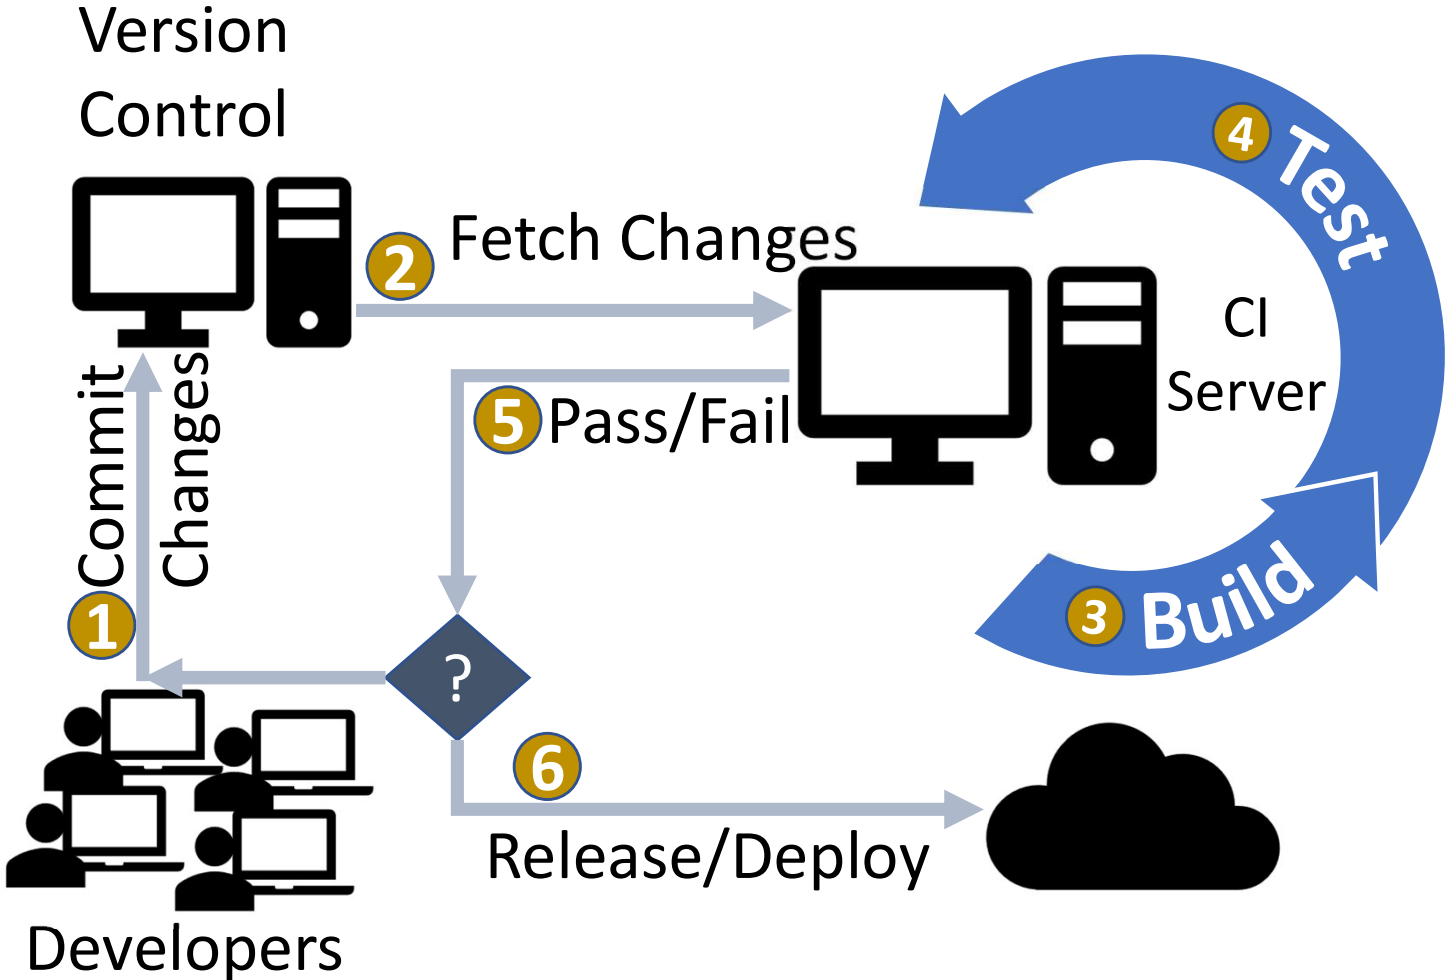 Version
Control
2
Fetch Changes
4
Test
CI
Server
5
Pass/Fail
Commit
Changes
1
3
Build
?
6
Release/Deploy
Developers